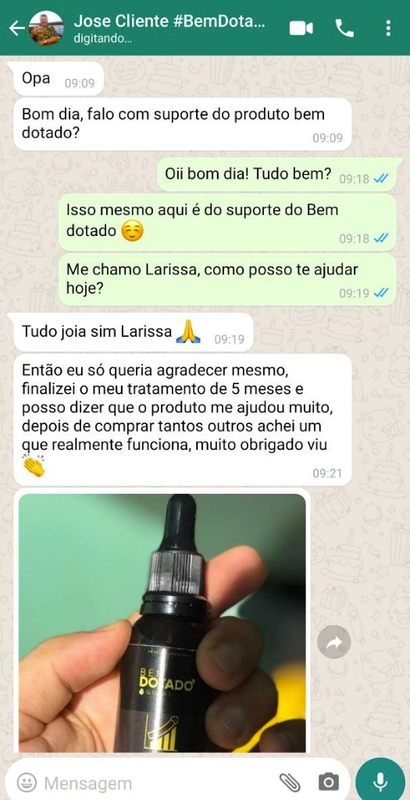 Jose Cliente #BemDota...
digitando...
Opa 09:09
Bom dia, falo com suporte do produto bem
dotado?
09:09
Oii bom dia! Tudo bem? 09:18
Isso mesmo aqui é do suporte do Bem
dotado ☺️
09:18
Me chamo Larissa, como posso te ajudar
hoje?
09:19
Tudo joia sim Larissa 🙏 09:19
Então eu só queria agradecer mesmo,
finalizei o meu tratamento de 5 meses e
posso dizer que o produto me ajudou muito,
depois de comprar tantos outros achei um
que realmente funciona, muito obrigado viu
👏
09:21
BEM
DOTADO
Mensagem